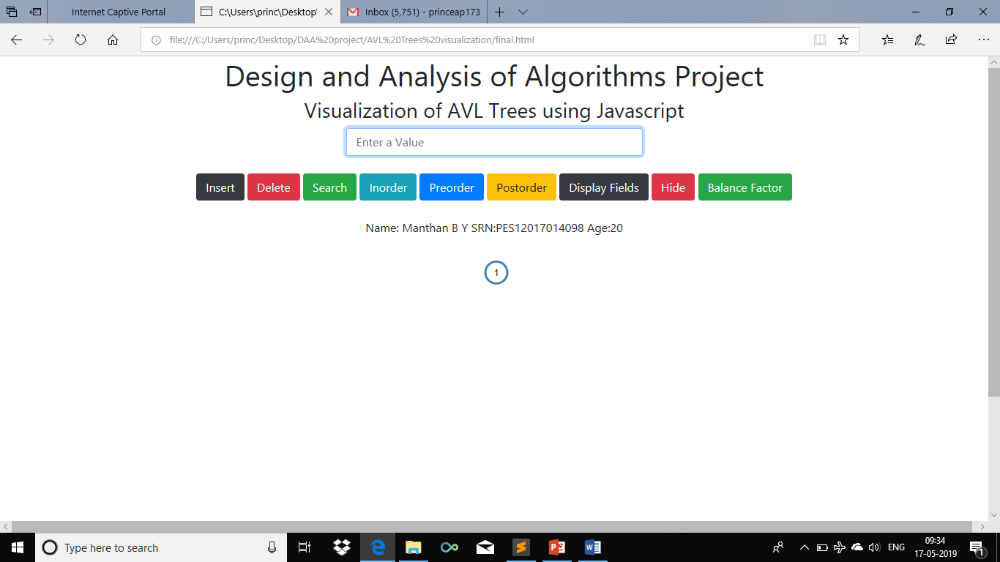 Internet Captive Portal
C:\Users\princ\Desktop\
Inbox (5,751) - princeap173
file:///C:/Users/princ/Desktop/DAA%20project/AVL%20Trees%20visualization/final.html
Design and Analysis of Algorithms Project
Visualization of AVL Trees using Javascript
Enter a Value
Insert Delete Search Inorder Preorder Postorder Display Fields Hide Balance Factor
Name: Manthan B Y SRN:PES12017014098 Age:20
1
Type here to search
ENG
09:34
17-05-2019
1